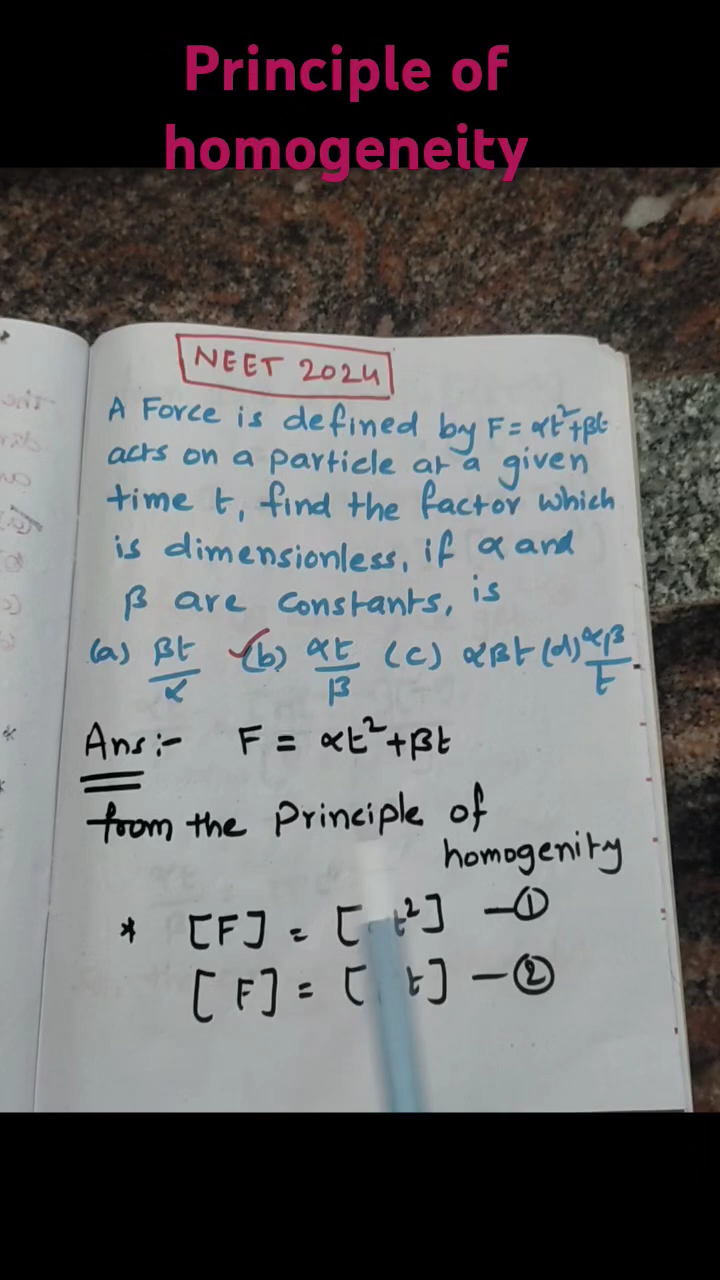 Principle of
homogeneity
NEET 2024
A Force is defined by F= αt²+βt
acts on a particle at a given
time t, find the factor which
is dimensionless, if α and
β are constants, is
(a) βt/α (b) αt/β (c) αβt (d) αβ/t
Ans:- F = αt²+βt
from the Principle of
homogenity
* [F] = [ t²] —①
[F] = [ t] —②